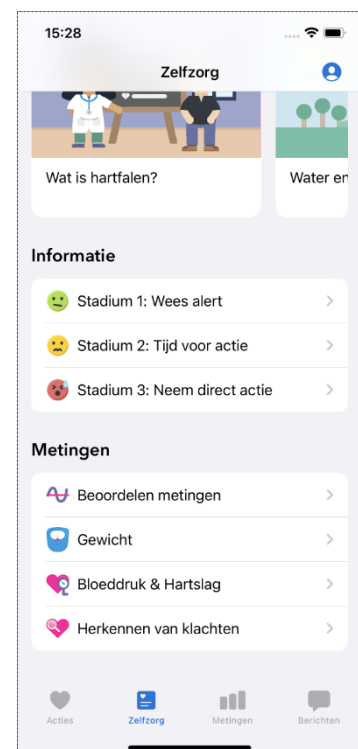 15:28
Zelfzorg
Wat is hartfalen?
Water en
Informatie
Stadium 1: Wees alert
Stadium 2: Tijd voor actie
Stadium 3: Neem direct actie
Metingen
Beoordelen metingen
Gewicht
Bloeddruk & Hartslag
Herkennen van klachten
Acties
Zelfzorg
Metingen
Berichten